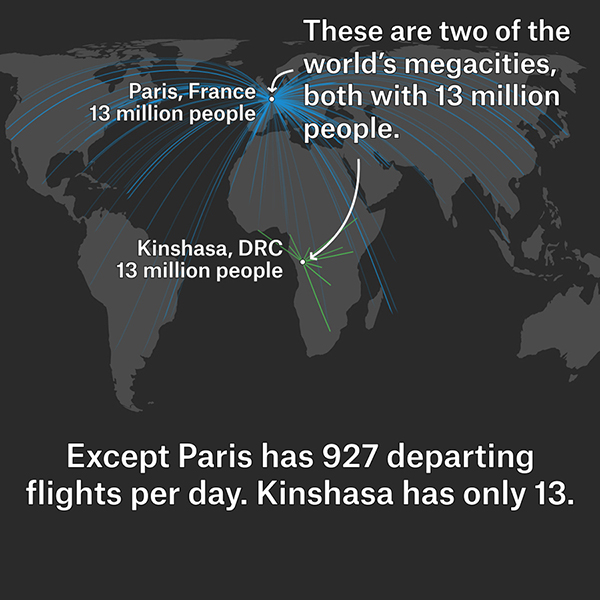 These are two of the
world’s megacities,
both with 13 million
people.
Paris, France
13 million people
Kinshasa, DRC
13 million people
Except Paris has 927 departing
flights per day. Kinshasa has only 13.